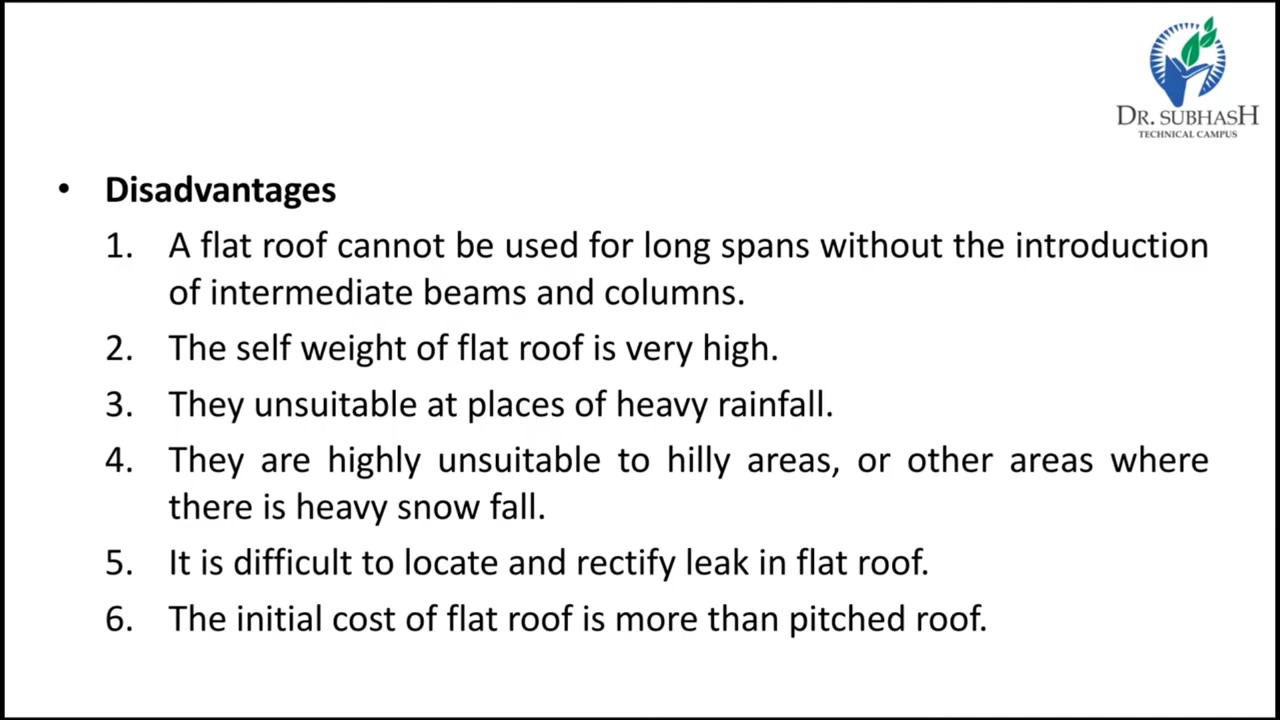 DR. SUBHASH
TECHNICAL CAMPUS
• Disadvantages
1. A flat roof cannot be used for long spans without the introduction
of intermediate beams and columns.
2. The self weight of flat roof is very high.
3. They unsuitable at places of heavy rainfall.
4. They are highly unsuitable to hilly areas, or other areas where
there is heavy snow fall.
5. It is difficult to locate and rectify leak in flat roof.
6. The initial cost of flat roof is more than pitched roof.